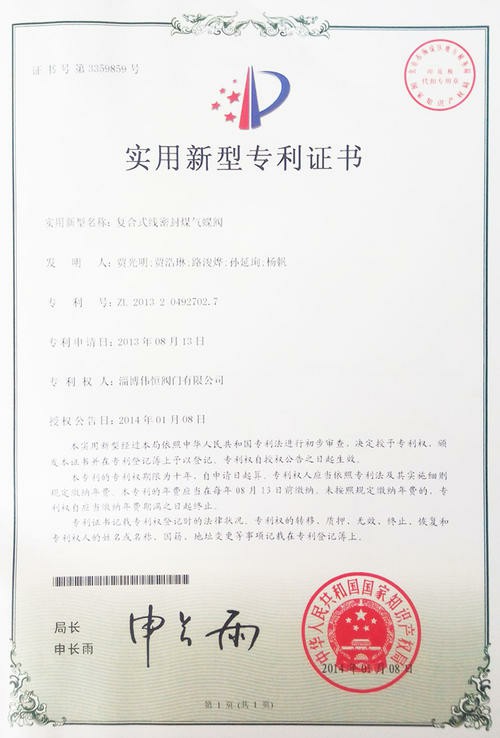 证书号第3359859号
印花税
代扣专用章
国家知识产权局
实用新型专利证书
实用新型名称：复合式线密封煤气蝶阀
发明人：贾光明;贾浩琳;路浚烨;孙延珣;杨帆
专利号：ZL 2013 2 0492702.7
专利申请日：2013年08月13日
专利权人：淄博伟恒阀门有限公司
授权公告日：2014年01月08日
本实用新型经过本局依照中华人民共和国专利法进行初步审查，决定授予专利权，颁
发本证书并在专利登记簿上予以登记。专利权自授权公告之日起生效。
本专利的专利权期限为十年，自申请日起算。专利权人应当依照专利法及其实施细则
规定缴纳年费。本专利的年费应当在每年08月13日前缴纳。未按照规定缴纳年费的，专
利权自应当缴纳年费期满之日起终止。
专利证书记载专利权登记时的法律状况。专利权的转移、质押、无效、终止、恢复和
专利权人的姓名或名称、国籍、地址变更等事项记载在专利登记簿上。
局长
申长雨
申长雨
中华人民共和国国家知识产权局
2014年01月08日
第1页(共1页)